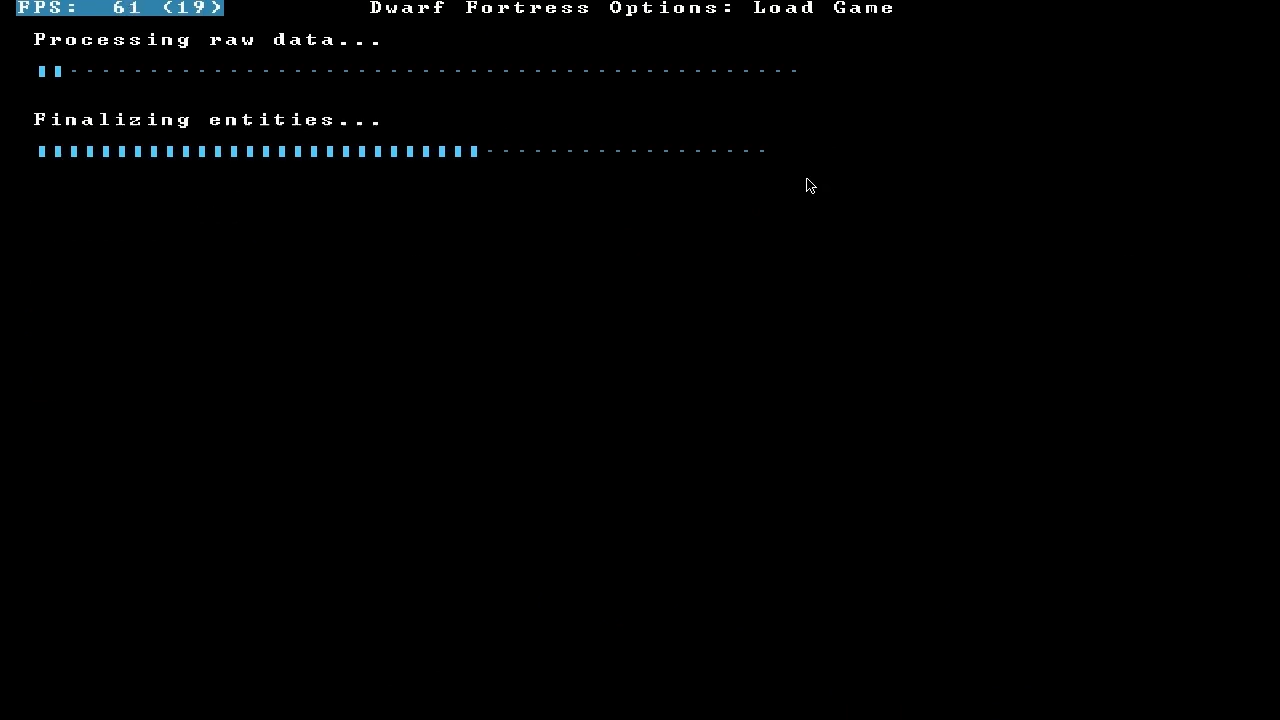 FPS: 61 (19) Dwarf Fortress Options: Load Game
Processing raw data...
Finalizing entities...